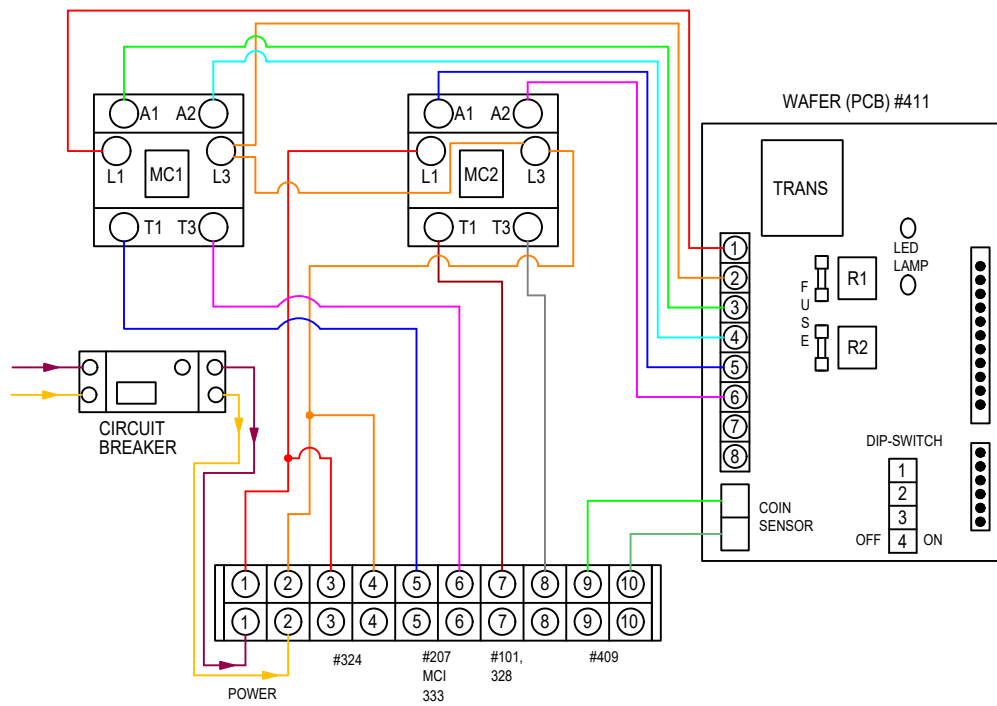 WAFER (PCB) #411
A1 A2
L1 MC1 L3
T1 T3
A1 A2
L1 MC2 L3
T1 T3
TRANS
LED
LAMP
FUSE
R1
R2
1
2
3
4
5
6
7
8
CIRCUIT
BREAKER
DIP-SWITCH
1
2
3
OFF 4 ON
COIN
SENSOR
1 2 3 4 5 6 7 8 9 10
1 2 3 4 5 6 7 8 9 10
POWER
#324
#207
MCI
333
#101,
328
#409